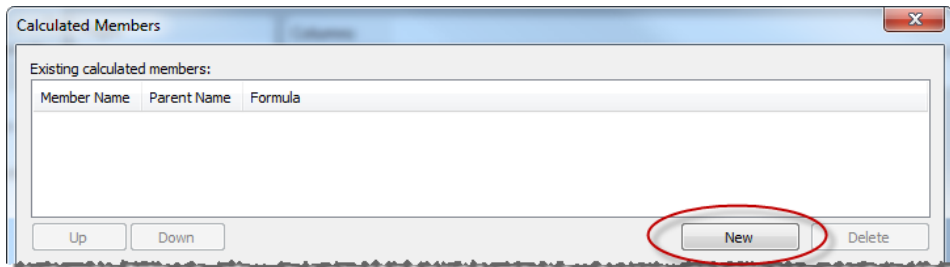 Calculated Members
Existing calculated members:
Member Name Parent Name Formula
Up Down New Delete